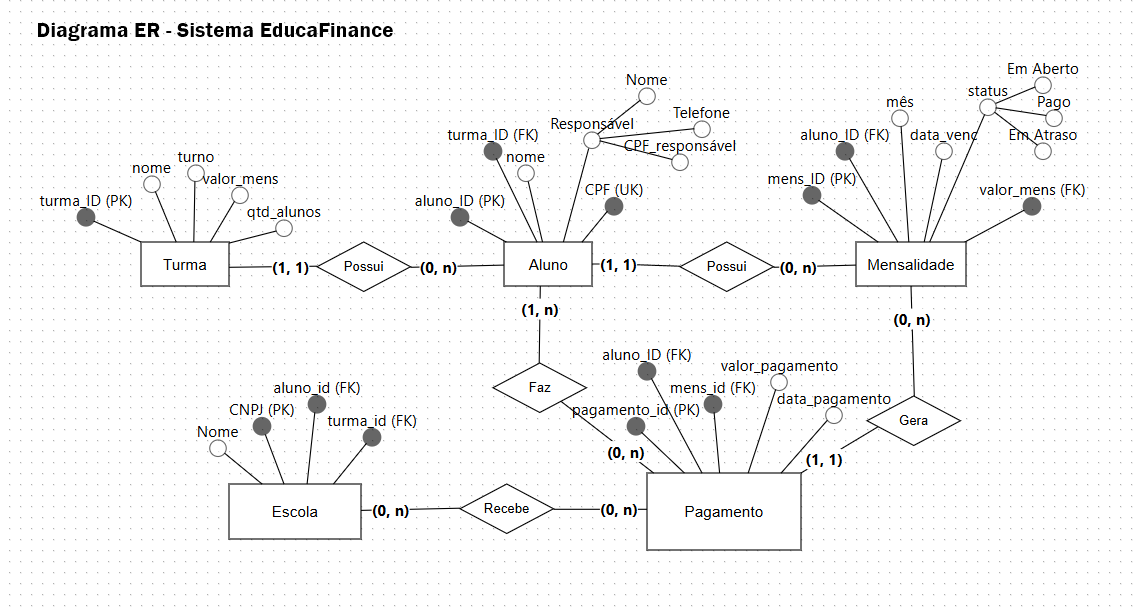 Diagrama ER - Sistema EducaFinance
Em Aberto
Nome
status
Pago
mês
Telefone
Responsável
turma_ID (FK)
aluno_ID (FK)
data_venc
Em Atraso
CPF_responsável
turno
nome
nome
valor_mens
mens_ID (PK)
CPF (UK)
valor_mens (FK)
turma_ID (PK)
aluno_ID (PK)
qtd_alunos
Turma
(1, 1)
Possui
(0, n)
Aluno
(1, 1)
Possui
(0, n)
Mensalidade
(1, n)
(0, n)
aluno_ID (FK)
valor_pagamento
Faz
aluno_id (FK)
mens_id (FK)
data_pagamento
CNPJ (PK)
pagamento_id (PK)
turma_id (FK)
Gera
Nome
(0, n)
(1, 1)
Escola
(0, n)
Recebe
(0, n)
Pagamento